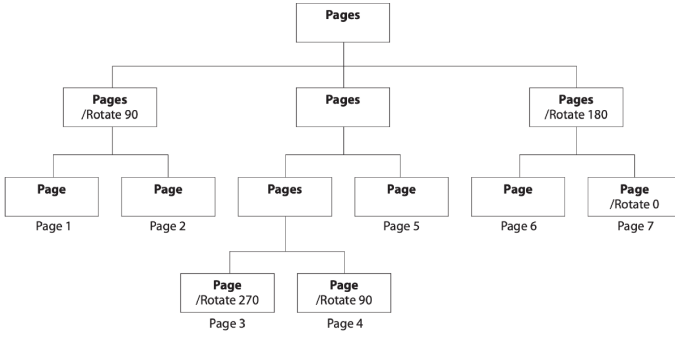 Pages
Pages
/Rotate 90
Pages
Pages
/Rotate 180
Page
Page
Pages
Page
Page
Page
/Rotate 0
Page 1
Page 2
Page 5
Page 6
Page 7
Page
/Rotate 270
Page
/Rotate 90
Page 3
Page 4